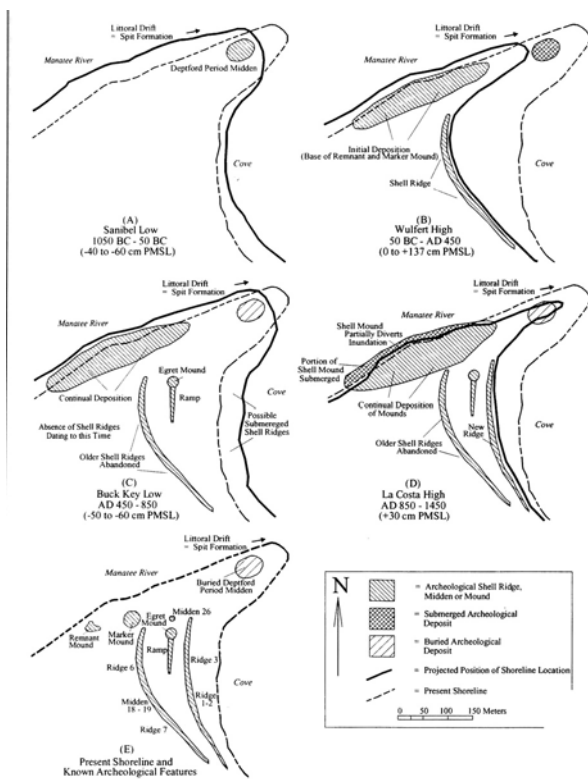 Littoral Drift
= Spit Formation
Manatee River
Deptford Period Midden
Cove
(A)
Sanibel Low
1050 BC - 50 BC
(-40 to -60 cm PMSL)
Littoral Drift
= Spit Formation
Manatee River
Initial Deposition
(Base of Remnant and Marker Mound)
Shell Ridge
Cove
(B)
Wulfert High
50 BC - AD 450
(0 to +137 cm PMSL)
Littoral Drift
= Spit Formation
Manatee River
Egret Mound
Ramp
Continual Deposition
Cove
Absence of Shell Ridges
Dating to this Time
Possible
Submereged
Shell Ridges
Older Shell Ridges
Abandoned
(C)
Buck Key Low
AD 450 - 850
(-50 to -60 cm PMSL)
Littoral Drift
= Spit Formation
Manatee River
Shell Mound
Partially Diverts
Inundation
Portion of
Shell Mound
Submerged
Continual Deposition
of Mounds
New
Ridge
Cove
Older Shell Ridges
Abandoned
(D)
La Costa High
AD 850 - 1450
(+30 cm PMSL)
Littoral Drift
= Spit Formation
Manatee River
Buried Deptford
Period Midden
Egret
Mound
Midden 26
Remnant
Mound
Marker
Mound
Ramp
Ridge 6
Ridge 3
Cove
Midden
18 - 19
Ridge
1-2
Ridge 7
(E)
Present Shoreline and
Known Archeological Features
N
= Archeological Shell Ridge,
Midden or Mound
= Submerged Archeological
Deposit
= Buried Archeological
Deposit
= Projected Position of Shoreline Location
= Present Shoreline
0 50 100 150 Meters